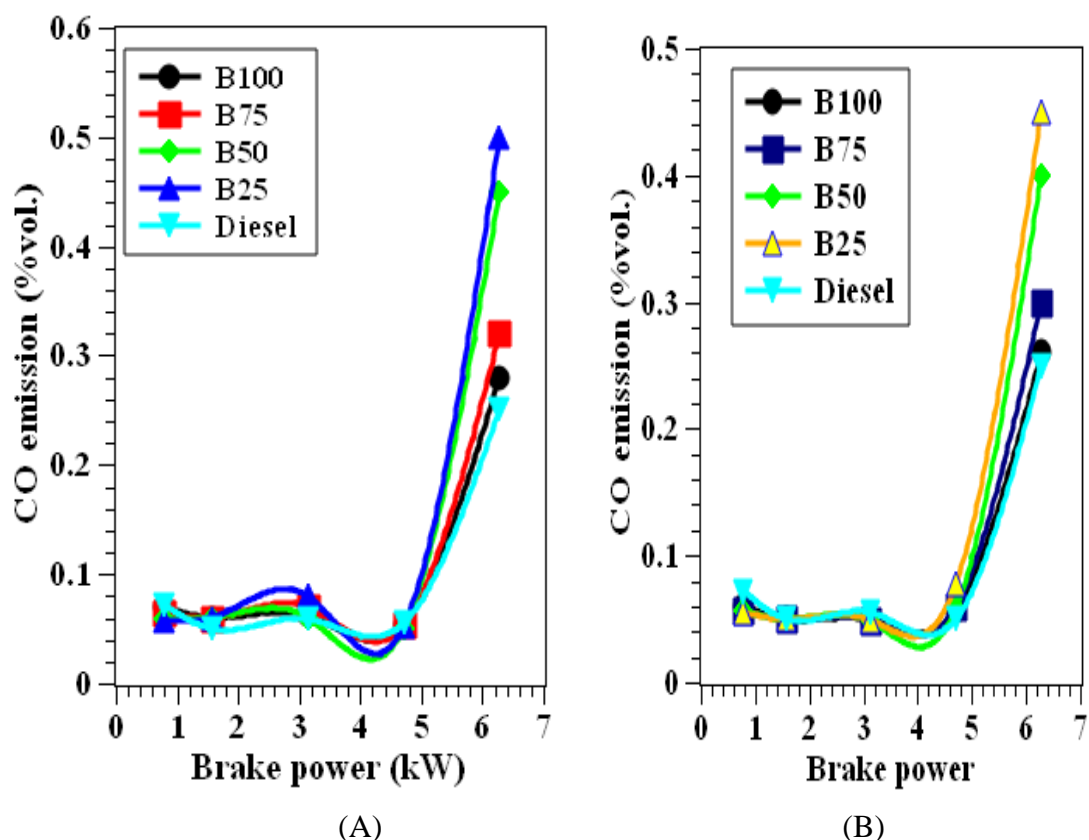 0.6
0.5
0.4
0.3
0.2
0.1
0
CO emission (%vol.)
B100
B75
B50
B25
Diesel
0 1 2 3 4 5 6 7
Brake power (kW)
(A)
0.5
0.4
0.3
0.2
0.1
0
CO emission (%vol.)
B100
B75
B50
B25
Diesel
0 1 2 3 4 5 6 7
Brake power
(B)